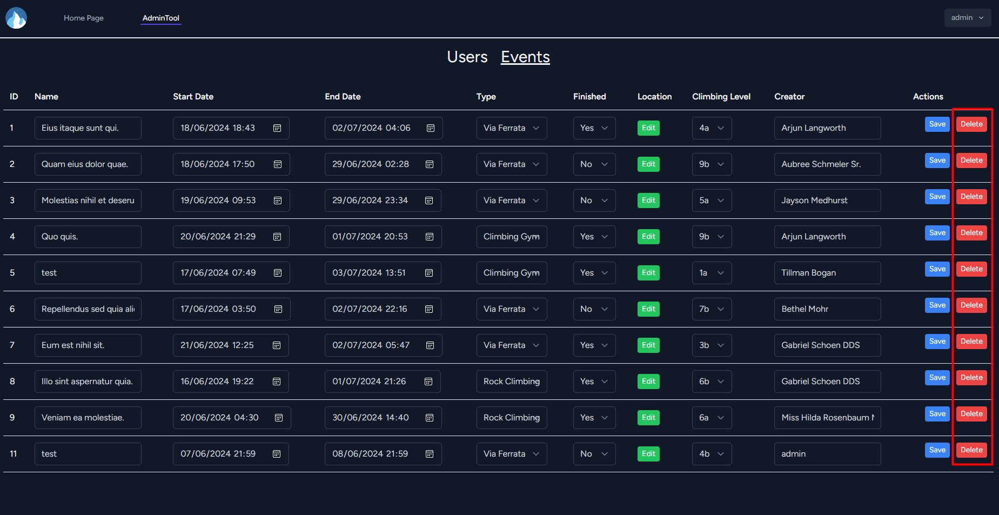 Home Page AdminTool admin
Users Events
ID Name Start Date End Date Type Finished Location Climbing Level Creator Actions
1 Eius itaque sunt qui. 18/06/2024 18:43 02/07/2024 04:06 Via Ferrata Yes Edit 4a Arjun Langworth Save Delete
2 Quam eius dolor quae. 18/06/2024 17:50 29/06/2024 02:28 Via Ferrata No Edit 9b Aubree Schmeler Sr. Save Delete
3 Molestias nihil et deseru 19/06/2024 09:53 29/06/2024 23:34 Via Ferrata No Edit 5a Jayson Medhurst Save Delete
4 Quo quis. 20/06/2024 21:29 01/07/2024 20:53 Climbing Gym Yes Edit 9b Arjun Langworth Save Delete
5 test 17/06/2024 07:49 03/07/2024 13:51 Climbing Gym Yes Edit 1a Tillman Bogan Save Delete
6 Repellendus sed quia ali 17/06/2024 03:50 02/07/2024 22:16 Via Ferrata No Edit 7b Bethel Mohr Save Delete
7 Eum est nihil sit. 21/06/2024 12:25 02/07/2024 05:47 Via Ferrata Yes Edit 3b Gabriel Schoen DDS Save Delete
8 Illo sint aspernatur quia. 16/06/2024 19:22 01/07/2024 21:26 Rock Climbing Yes Edit 6b Gabriel Schoen DDS Save Delete
9 Veniam ea molestiae. 20/06/2024 04:30 30/06/2024 14:40 Rock Climbing Yes Edit 6a Miss Hilda Rosenbaum Save Delete
11 test 07/06/2024 21:59 08/06/2024 21:59 Via Ferrata No Edit 4b admin Save Delete